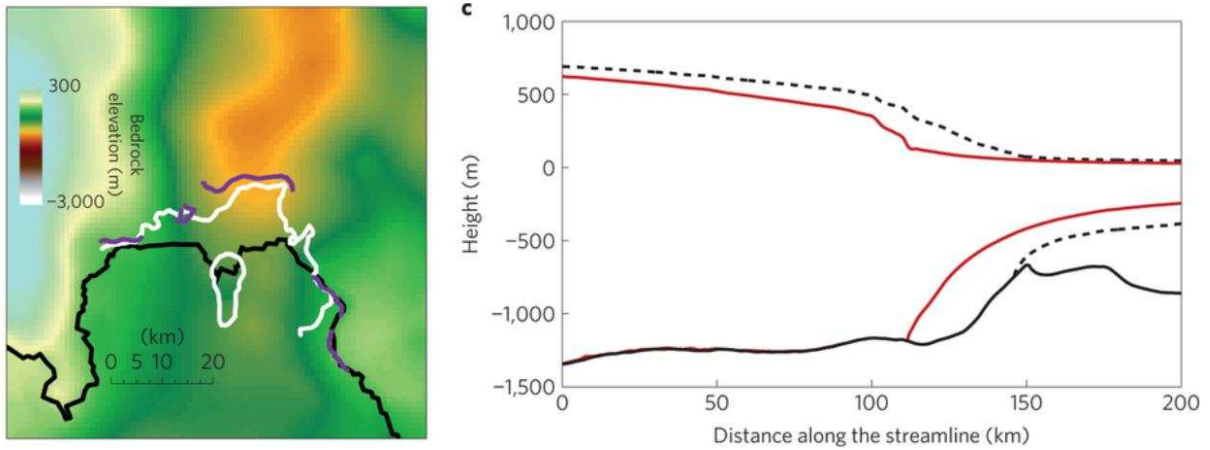 300
Bedrock
elevation (m)
−3,000
(km)
0 5 10 20
c
1,000
500
0
−500
−1,000
−1,500
Height (m)
0 50 100 150 200
Distance along the streamline (km)